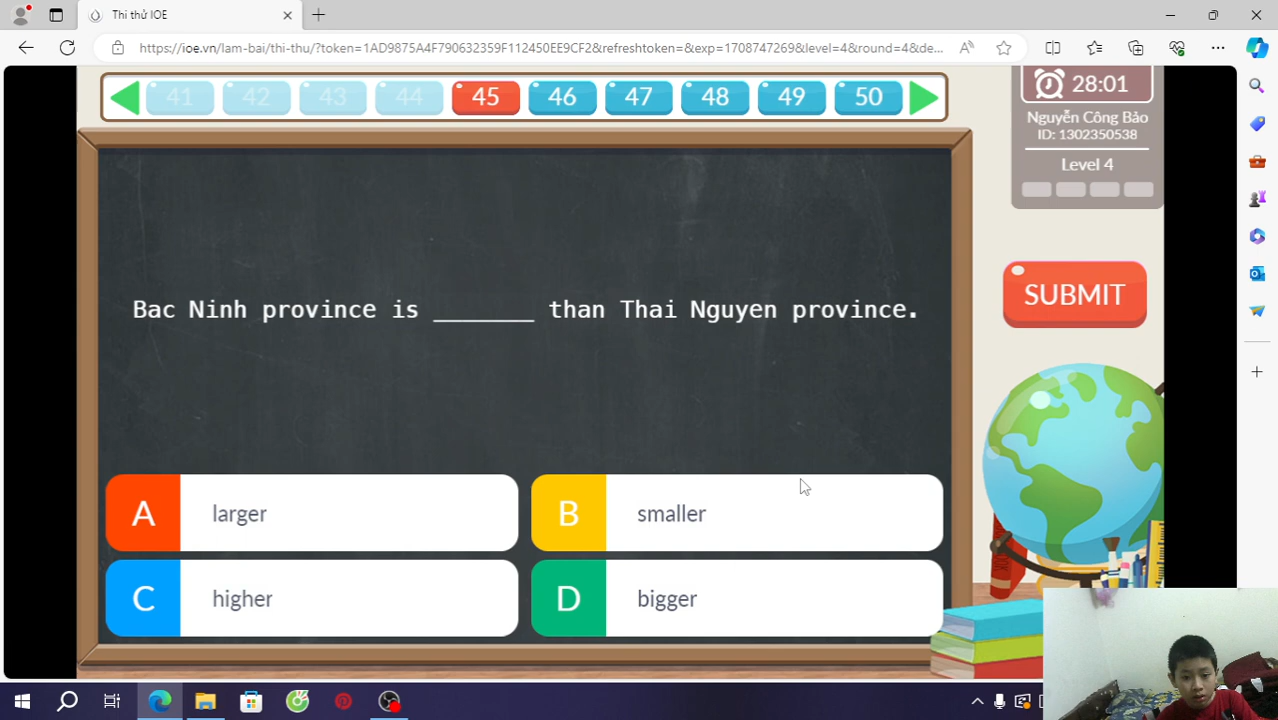 Thi thử IOE
https://ioe.vn/lam-bai/thi-thu/?token=1AD9875A4F790632359F112450EE9CF2&refreshtoken=&exp=1708747269&level=4&round=4&de...
41 42 43 44 45 46 47 48 49 50
28:01
Nguyễn Công Bảo
ID: 1302350538
Level 4
SUBMIT
Bac Ninh province is _______ than Thai Nguyen province.
A larger
B smaller
C higher
D bigger